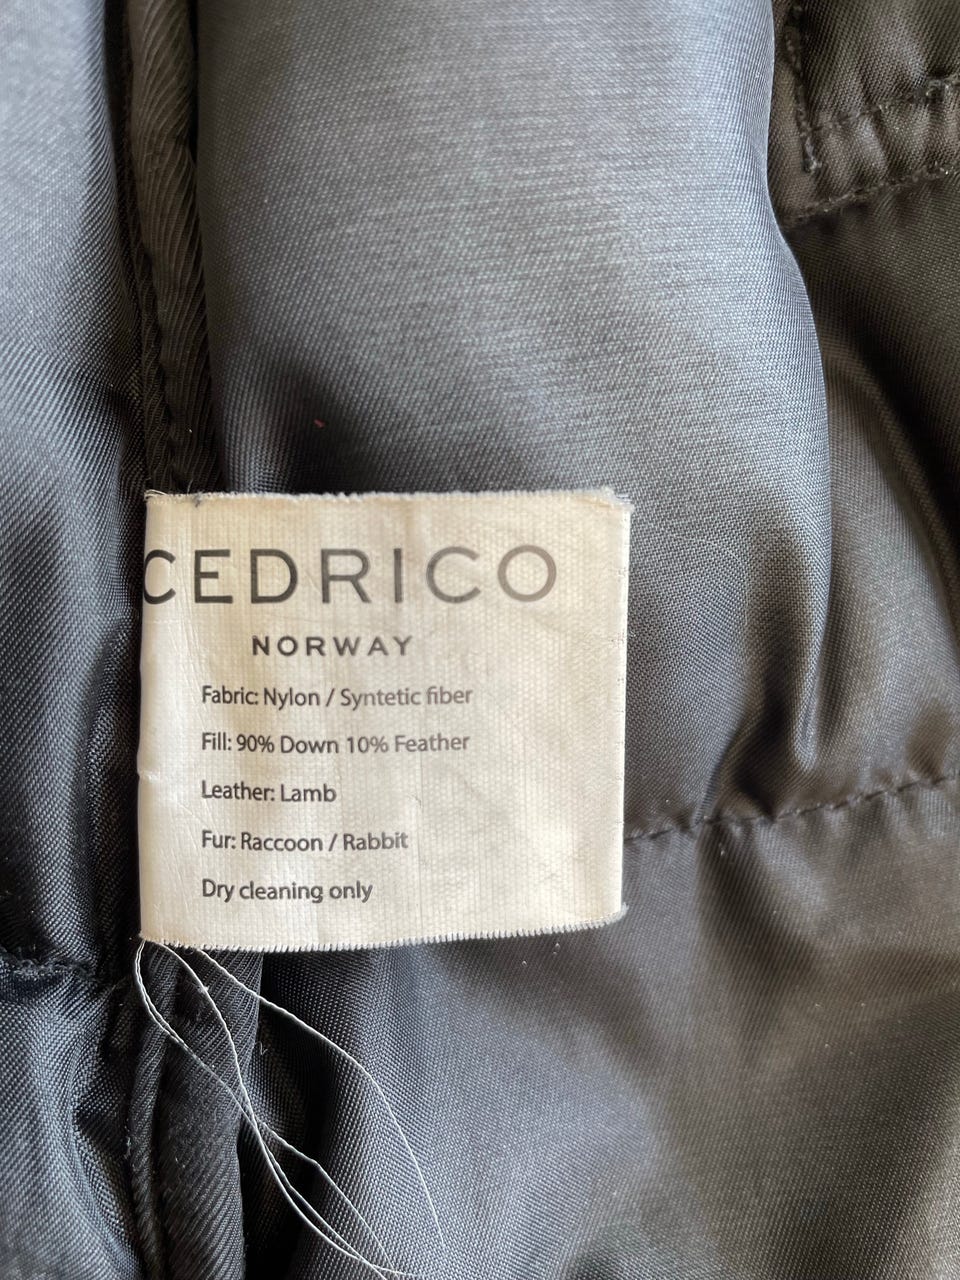 CEDRICO
NORWAY
Fabric: Nylon / Syntetic fiber
Fill: 90% Down 10% Feather
Leather: Lamb
Fur: Raccoon / Rabbit
Dry cleaning only